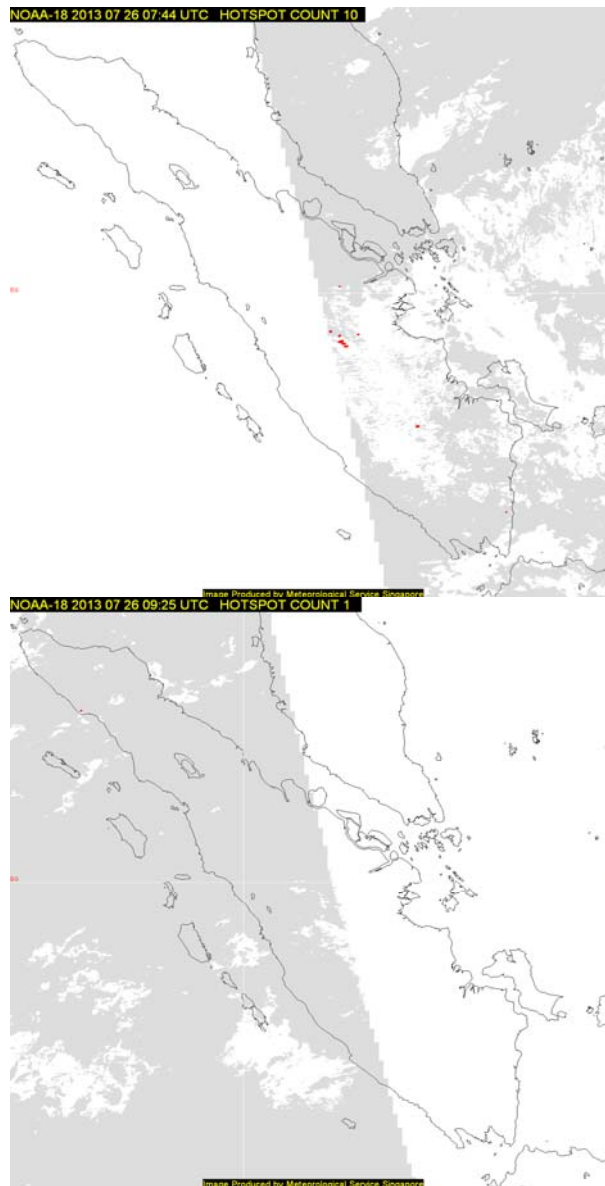 NOAA-18 2013 07 26 07:44 UTC HOTSPOT COUNT 10
Image Produced by Meteorological Service Singapore
NOAA-18 2013 07 26 09:25 UTC HOTSPOT COUNT 1
Image Produced by Meteorological Service Singapore